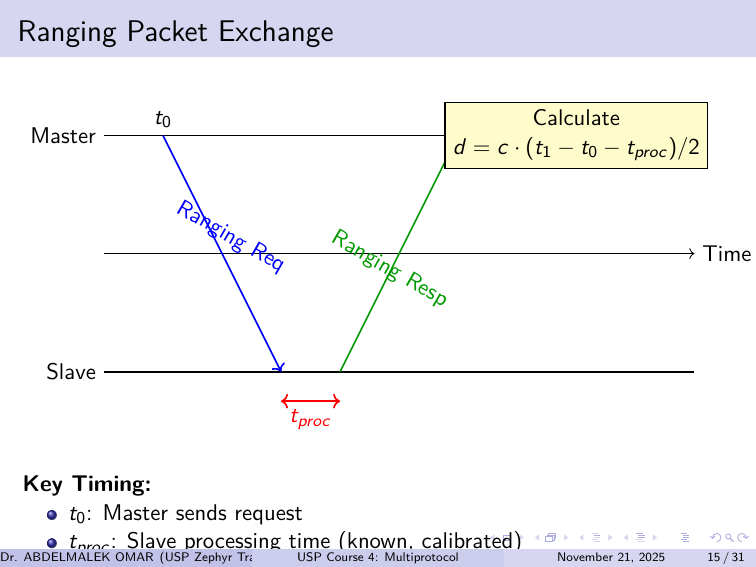 Ranging Packet Exchange
t0
Calculate
d = c · (t1 − t0 − tproc)/2
Master
Ranging Req
Ranging Resp
Time
Slave
tproc
Key Timing:
t0: Master sends request
tproc: Slave processing time (known, calibrated)
Dr. ABDELMALEK OMAR (USP Zephyr Tra
USP Course 4: Multiprotocol
November 21, 2025
15 / 31